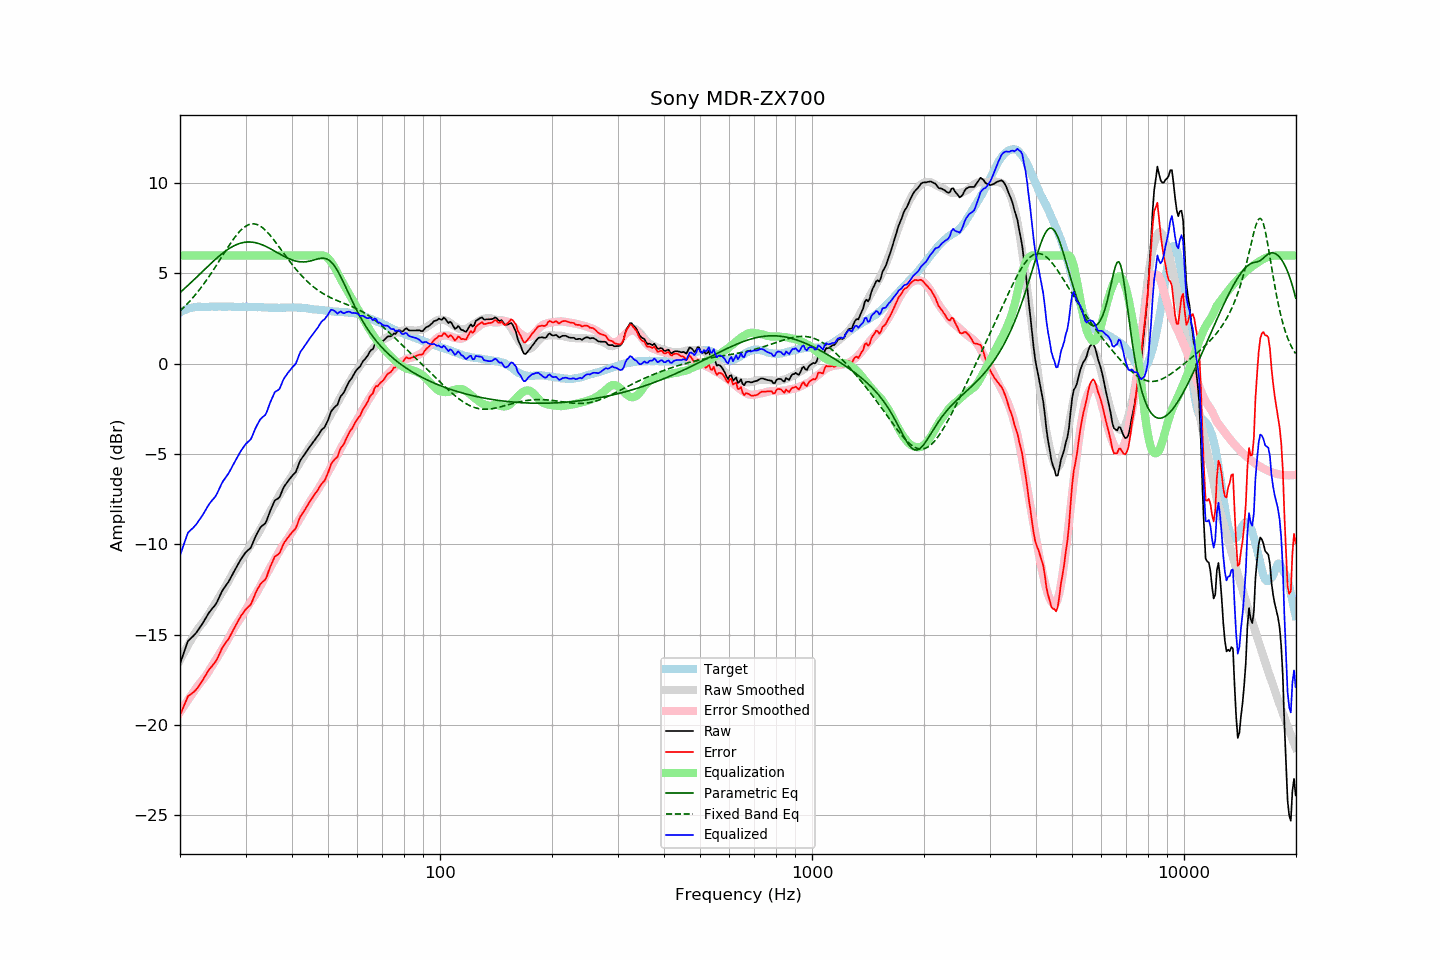 Sony MDR-ZX700
Amplitude (dBr)
10
5
0
−5
−10
−15
−20
−25
Target
Raw Smoothed
Error Smoothed
Raw
Error
Equalization
Parametric Eq
Fixed Band Eq
Equalized
100
1000
10000
Frequency (Hz)